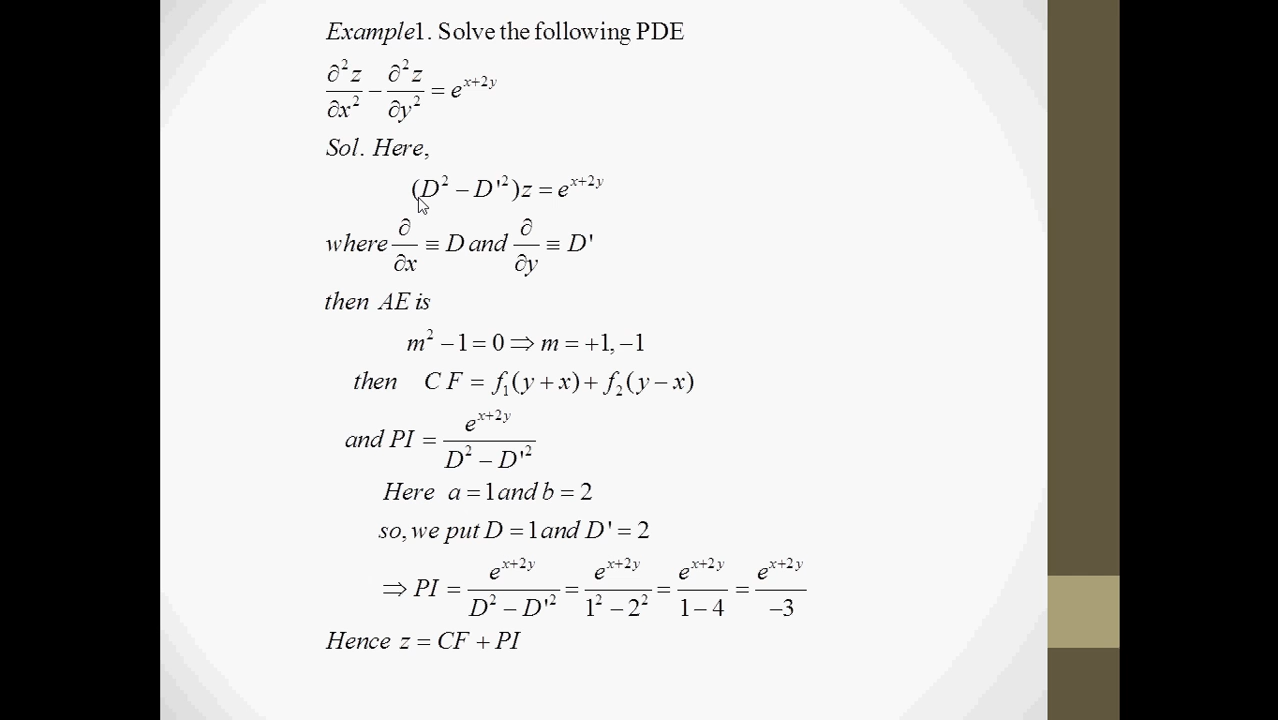 Example1. Solve the following PDE
∂²z/∂x² − ∂²z/∂y² = e^(x+2y)
Sol. Here,
(D² − D'²)z = e^(x+2y)
where ∂/∂x ≡ D and ∂/∂y ≡ D'
then AE is
m² − 1 = 0 ⇒ m = +1, −1
then C F = f₁(y + x) + f₂(y − x)
and PI = e^(x+2y)/(D² − D'²)
Here a = 1 and b = 2
so, we put D = 1 and D' = 2
⇒ PI = e^(x+2y)/(D² − D'²) = e^(x+2y)/(1² − 2²) = e^(x+2y)/(1 − 4) = e^(x+2y)/−3
Hence z = CF + PI